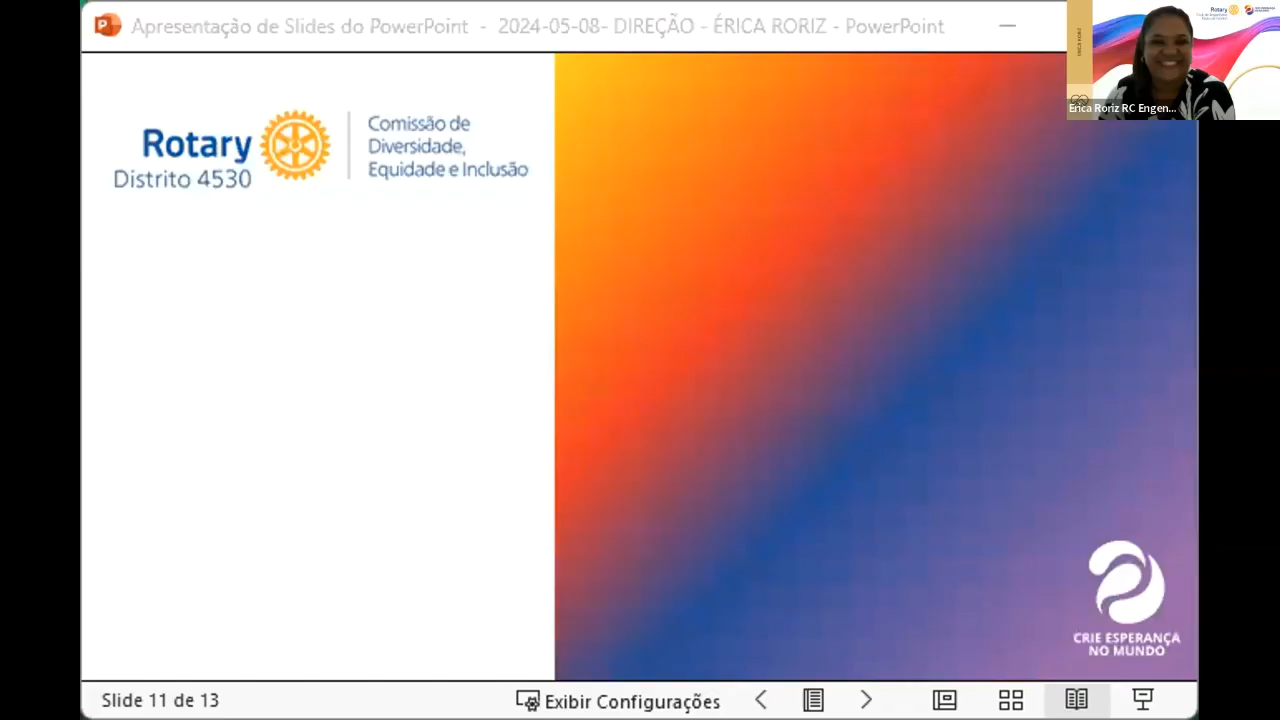 Apresentação de Slides do PowerPoint - 2024-05-08- DIREÇÃO - ÉRICA RORIZ - PowerPoint
Erica Roriz RC Engen...
Rotary
Distrito 4530
Comissão de
Diversidade,
Equidade e Inclusão
CRIE ESPERANÇA
NO MUNDO
Slide 11 de 13
Exibir Configurações